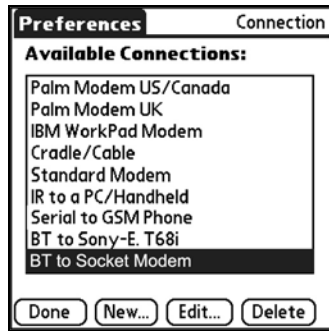 Preferences Connection
Available Connections:
Palm Modem US/Canada
Palm Modem UK
IBM WorkPad Modem
Cradle/Cable
Standard Modem
IR to a PC/Handheld
Serial to GSM Phone
BT to Sony-E. T68i
BT to Socket Modem
Done New... Edit... Delete